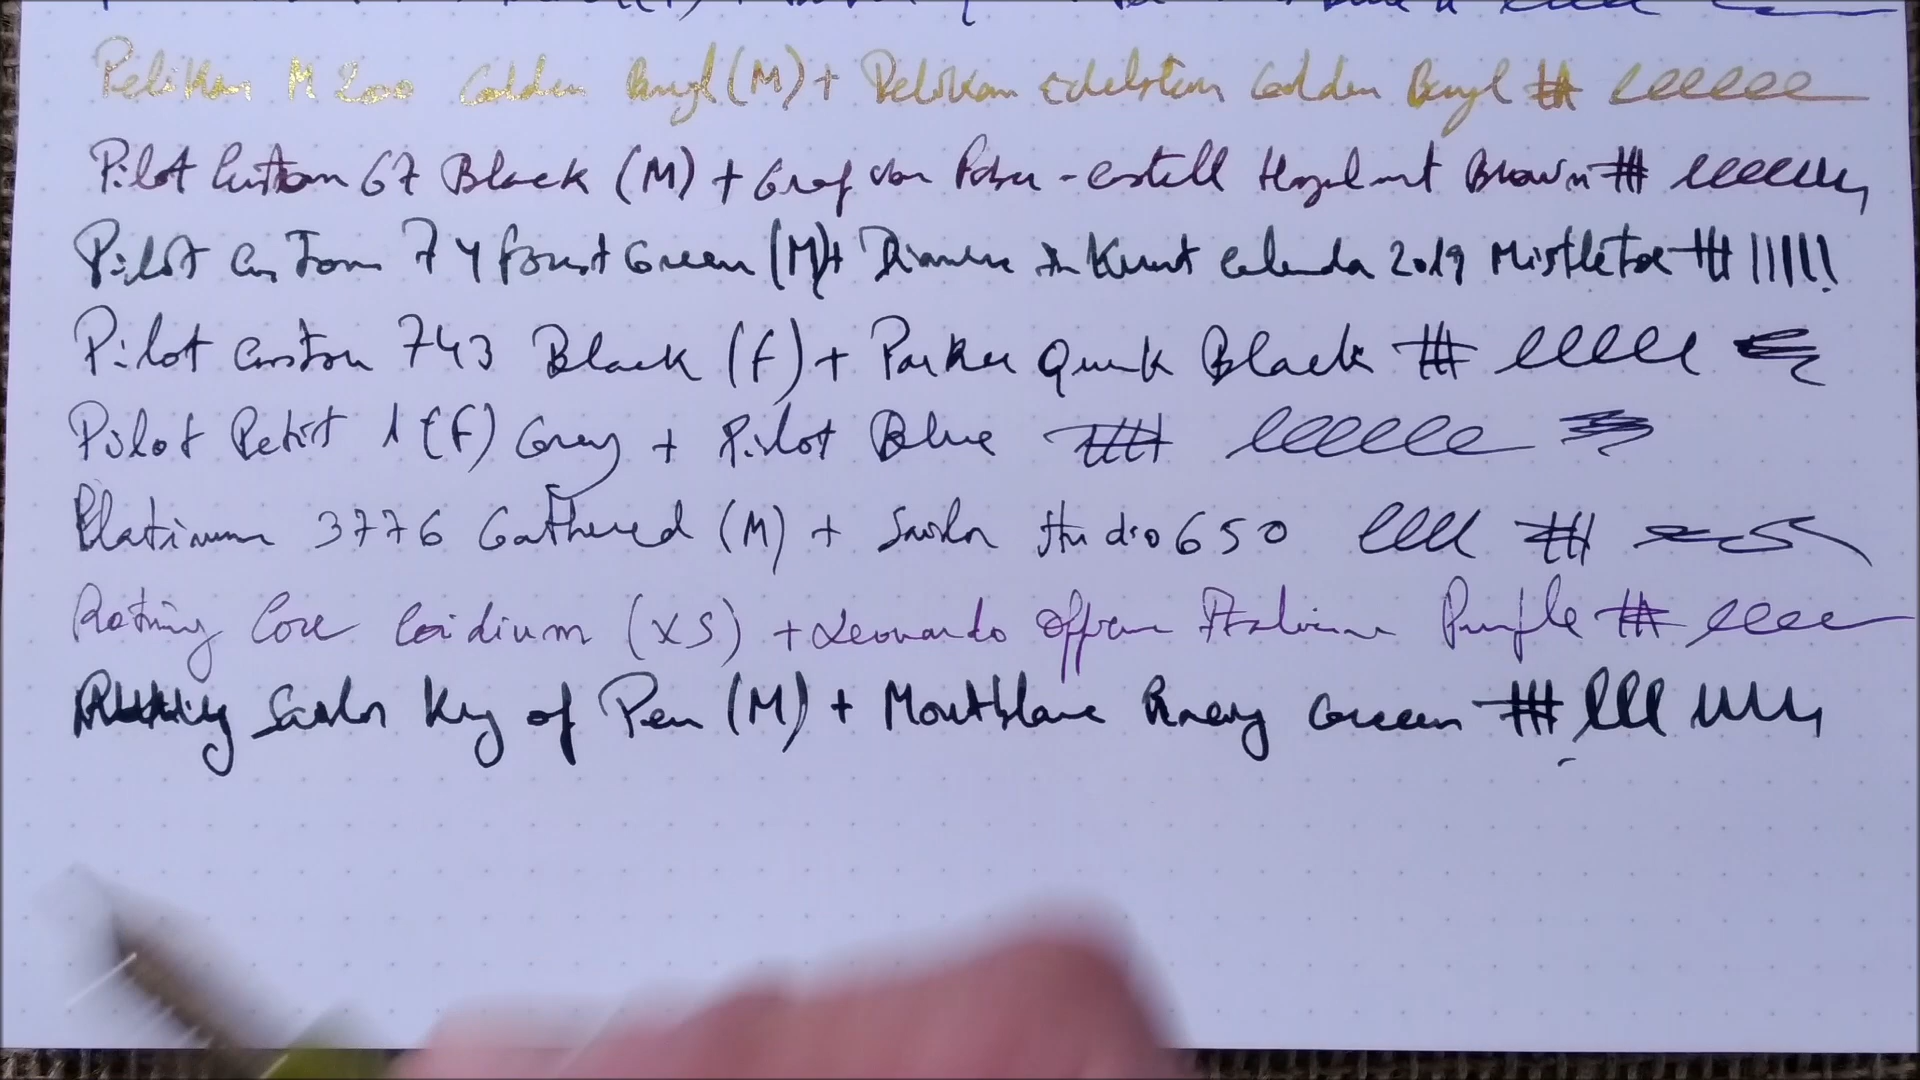 Pelikan M200 Golden Beryl (M) + Pelikan Edelstein Golden Beryl
Pilot Custom 67 Black (M) + Graf von Faber-Castell Hazelnut Brown
Pilot Custom 74 Forest Green (M) + Diamine Inkvent Calendar 2019 Mistletoe
Pilot Custom 743 Black (F) + Parker Quink Black
Pilot Petit 1 (F) Grey + Pilot Blue
Platinum 3776 Gathered (M) + Sailor Studio 650
Rotring Core Coridium (XS) + Leonardo Officina Italiana Purple
Sailor King of Pen (M) + Montblanc Green